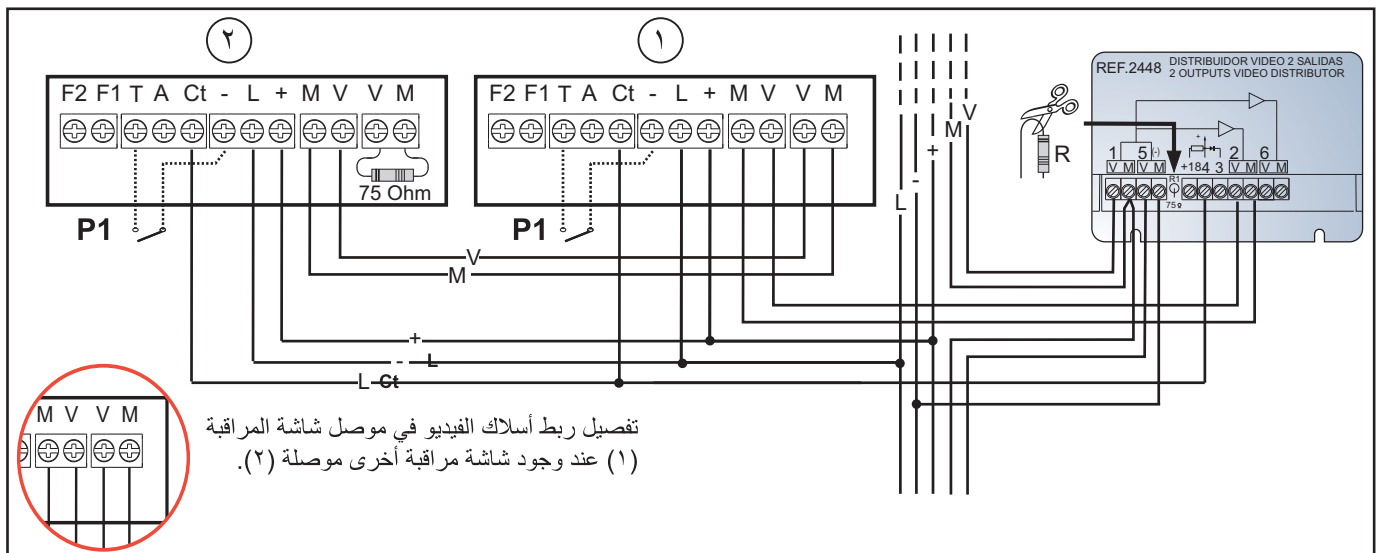 ٢
١
F2 F1 T A Ct - L + M V V M
75 Ohm
P1
F2 F1 T A Ct - L + M V V M
P1
M V
+
-
L
R
REF.2448 DISTRIBUIDOR VIDEO 2 SALIDAS
2 OUTPUTS VIDEO DISTRIBUTOR
+
1 5 (-) +18 4 3 2 6
V M V M R1 V M V M
75
V
M
+
- L
L Ct
تفصيل ربط أسلاك الفيديو في موصل شاشة المراقبة
(١) عند وجود شاشة مراقبة أخرى موصلة (٢).
M V V M